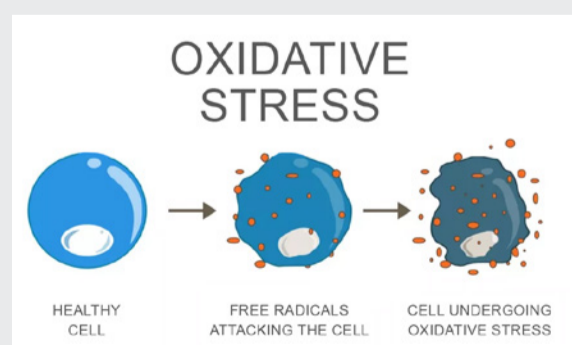 OXIDATIVE
STRESS
HEALTHY
CELL
FREE RADICALS
ATTACKING THE CELL
CELL UNDERGOING
OXIDATIVE STRESS